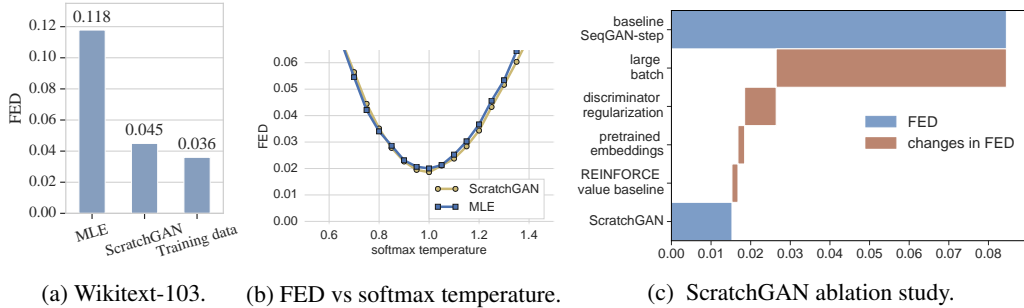 0.118
0.12
0.10
0.08
0.06
0.04
0.02
0.00
FED
0.045
0.036
MLE
ScratchGAN
Training data
(a) Wikitext-103.
0.06
0.05
0.04
0.03
0.02
0.01
0.00
FED
ScratchGAN
MLE
0.6 0.8 1.0 1.2 1.4
softmax temperature
(b) FED vs softmax temperature.
baseline
SeqGAN-step
large
batch
discriminator
regularization
pretrained
embeddings
REINFORCE
value baseline
ScratchGAN
FED
changes in FED
0.00 0.01 0.02 0.03 0.04 0.05 0.06 0.07 0.08
(c) ScratchGAN ablation study.